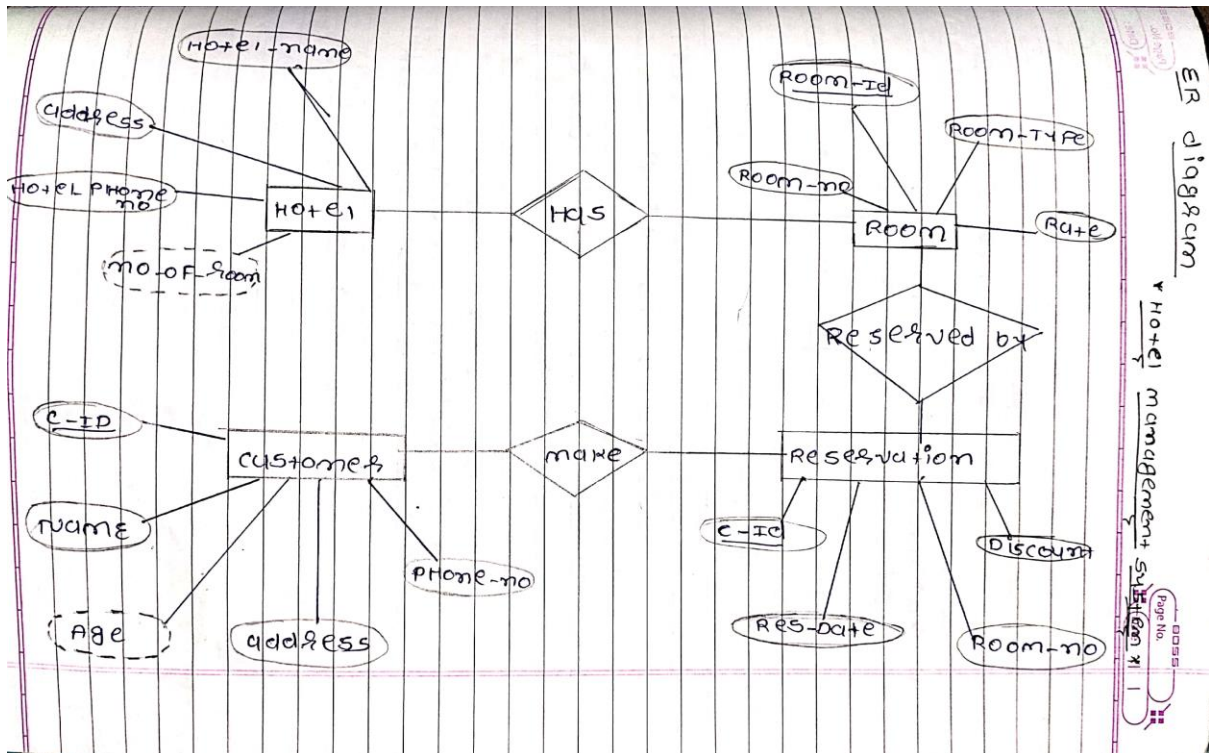 ER diagram
* Hotel management system *
Page No.
1
Hotel-name
address
Hotel Phone
no
no-of-room
Hotel
Has
Room-Id
Room-Type
Room-no
Rate
Room
Reserved by
C-ID
Name
Age
address
Phone-no
Customer
make
Reservation
C-Id
Res-Date
Room-no
Discount